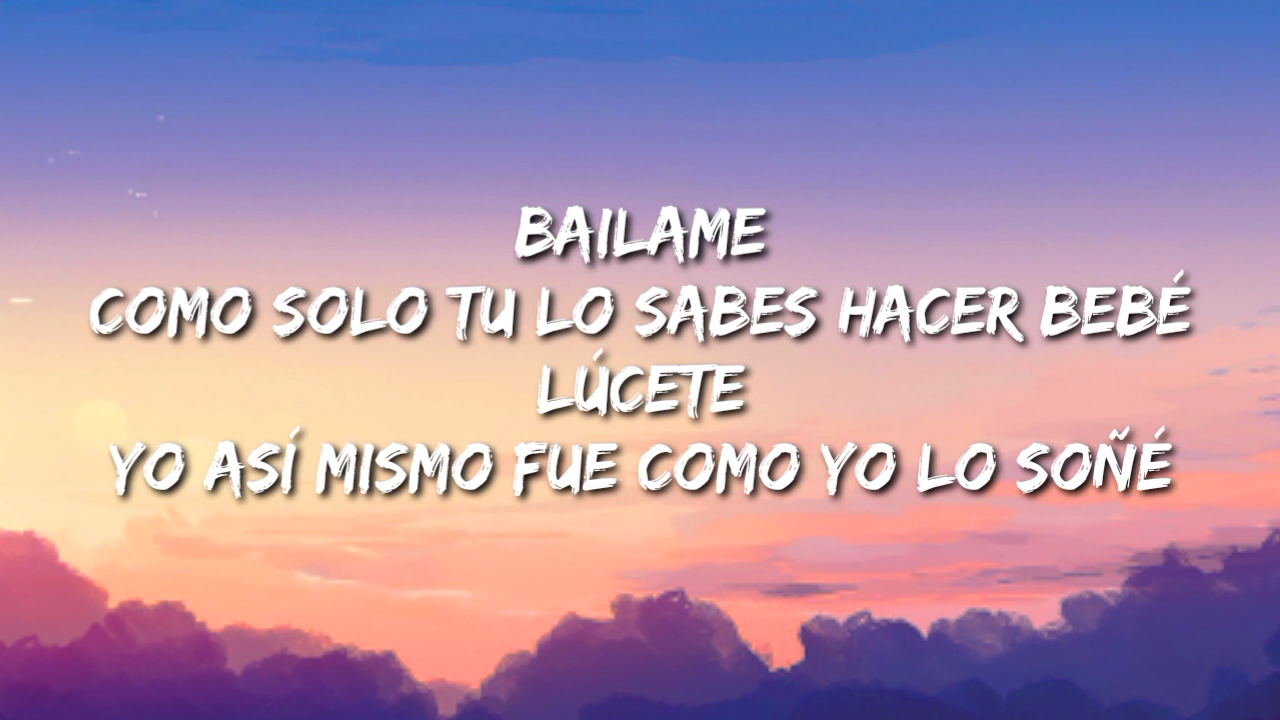 BAILAME
COMO SOLO TU LO SABES HACER BEBÉ
LÚCETE
YO ASÍ MISMO FUE COMO YO LO SOÑÉ